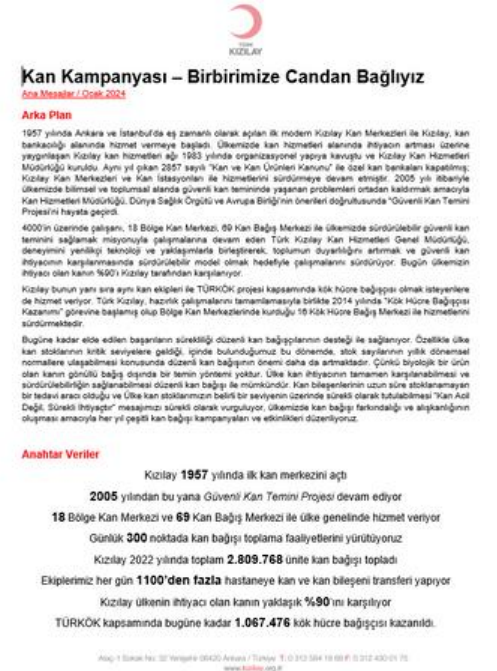 TÜRK
KIZILAY
Kan Kampanyası – Birbirimize Candan Bağlıyız
Ana Mesajlar / Ocak 2024
Arka Plan
1957 yılında Ankara ve İstanbul'da eş zamanlı olarak açılan ilk modern Kızılay Kan Merkezleri ile Kızılay, kan
bankacılığı alanında hizmet vermeye başladı. Ülkemizde kan hizmetleri alanında ihtiyacın artması üzerine
yaygınlaşan Kızılay kan hizmetleri ağı 1983 yılında organizasyonel yapıya kavuştu ve Kızılay Kan Hizmetleri
Müdürlüğü kuruldu. Aynı yıl çıkan 2857 sayılı "Kan ve Kan Ürünleri Kanunu" ile özel kan bankaları kapatılmış;
Kızılay Kan Merkezleri ve Kan İstasyonları ile hizmetlerini sürdürmeye devam etmiştir. 2005 yılı itibariyle
ülkemizde bilimsel ve toplumsal alanda güvenli kan temininde yaşanan problemleri ortadan kaldırmak amacıyla
Kan Hizmetleri Müdürlüğü, Dünya Sağlık Örgütü ve Avrupa Birliği'nin önerileri doğrultusunda "Güvenli Kan Temini
Projesi'ni hayata geçirdi.
4000'in üzerinde çalışanı, 18 Bölge Kan Merkezi, 69 Kan Bağış Merkezi ile ülkemizde sürdürülebilir güvenli kan
teminini sağlamak misyonuyla çalışmalarına devam eden Türk Kızılay Kan Hizmetleri Genel Müdürlüğü,
deneyimini yenilikçi teknoloji ve yaklaşımlarla birleştirerek, toplumun duyarlılığını artırmak ve güvenli kan
ihtiyacının karşılanmasında sürdürülebilir model olmak hedefiyle çalışmalarını sürdürüyor. Bugün ülkemizin
ihtiyacı olan kanın %90'ı Kızılay tarafından karşılanıyor.
Kızılay bunun yanı sıra aynı kan ekipleri ile TÜRKÖK projesi kapsamında kök hücre bağışçısı olmak isteyenlere
de hizmet veriyor. Türk Kızılay, hazırlık çalışmalarını tamamlamasıyla birlikte 2014 yılında "Kök Hücre Bağışçısı
Kazanımı" görevine başlamış olup Bölge Kan Merkezlerinde kurduğu 16 Kök Hücre Bağış Merkezi ile hizmetlerini
sürdürmektedir.
Bugüne kadar elde edilen başarıların sürekliliği düzenli kan bağışçılarının desteği ile sağlanıyor. Özellikle ülke
kan stoklarının kritik seviyelere geldiği, içinde bulunduğumuz bu dönemde, stok sayılarının yıllık dönemsel
normallere ulaşabilmesi konusunda düzenli kan bağışının önemi daha da artmaktadır. Çünkü biyolojik bir ürün
olan kanın gönüllü bağış dışında bir temin yöntemi yoktur. Ülke kan ihtiyacının tamamen karşılanabilmesi ve
sürdürülebilirliğin sağlanabilmesi düzenli kan bağışı ile mümkündür. Kan bileşenlerinin uzun süre stoklanamayan
bir tedavi aracı olduğu ve Ülke kan stoklarımızın belirli bir seviyenin üzerinde sürekli olarak tutulabilmesi "Kan Acil
Değil, Sürekli İhtiyaçtır" mesajımızı sürekli olarak vurguluyor, ülkemizde kan bağışı farkındalığı ve alışkanlığının
oluşması amacıyla her yıl çeşitli kan bağışı kampanyaları ve etkinlikleri düzenliyoruz.
Anahtar Veriler
Kızılay 1957 yılında ilk kan merkezini açtı
2005 yılından bu yana Güvenli Kan Temini Projesi devam ediyor
18 Bölge Kan Merkezi ve 69 Kan Bağış Merkezi ile ülke genelinde hizmet veriyor
Günlük 300 noktada kan bağışı toplama faaliyetlerini yürütüyoruz
Kızılay 2022 yılında toplam 2.809.768 ünite kan bağışı topladı
Ekiplerimiz her gün 1100'den fazla hastaneye kan ve kan bileşeni transferi yapıyor
Kızılay ülkenin ihtiyacı olan kanın yaklaşık %90'ını karşılıyor
TÜRKÖK kapsamında bugüne kadar 1.067.476 kök hücre bağışçısı kazanıldı.
Ataç-1 Sokak No: 32 Yenişehir 06420 Ankara / Türkiye
www.kizilay.org.tr